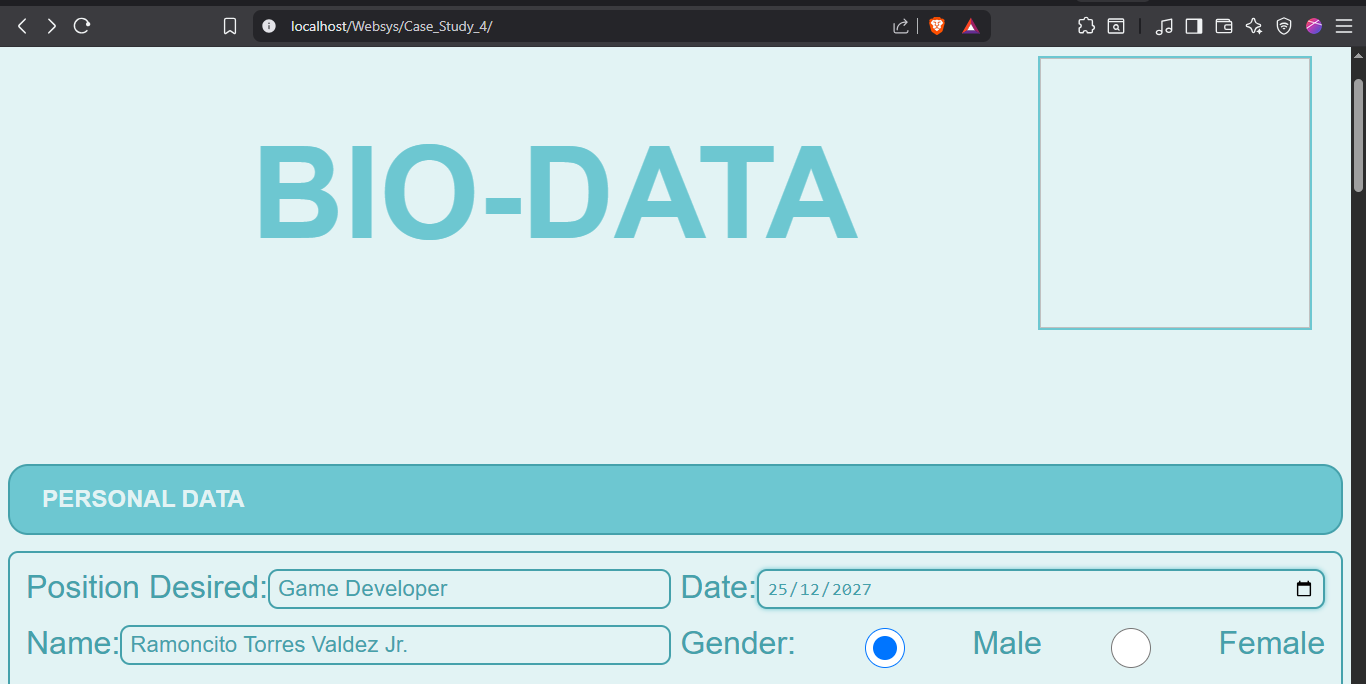 localhost/Websys/Case_Study_4/
BIO-DATA
PERSONAL DATA
Position Desired: Game Developer Date: 25/12/2027
Name: Ramoncito Torres Valdez Jr. Gender: Male Female